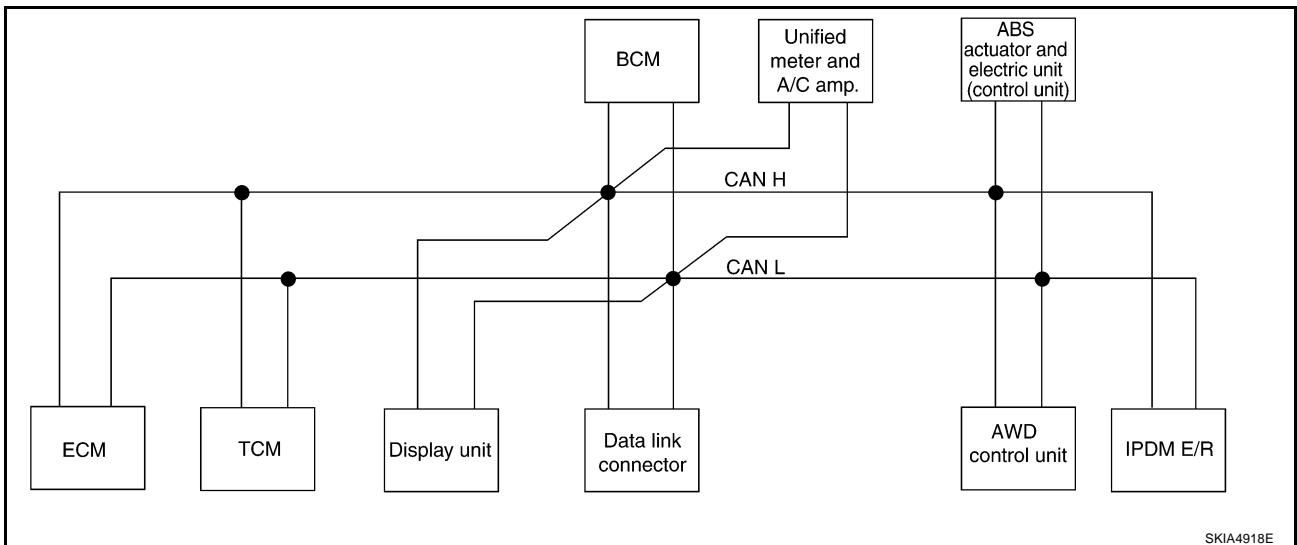 BCM
Unified
meter and
A/C amp.
ABS
actuator and
electric unit
(control unit)
CAN H
CAN L
ECM
TCM
Display unit
Data link
connector
AWD
control unit
IPDM E/R
SKIA4918E